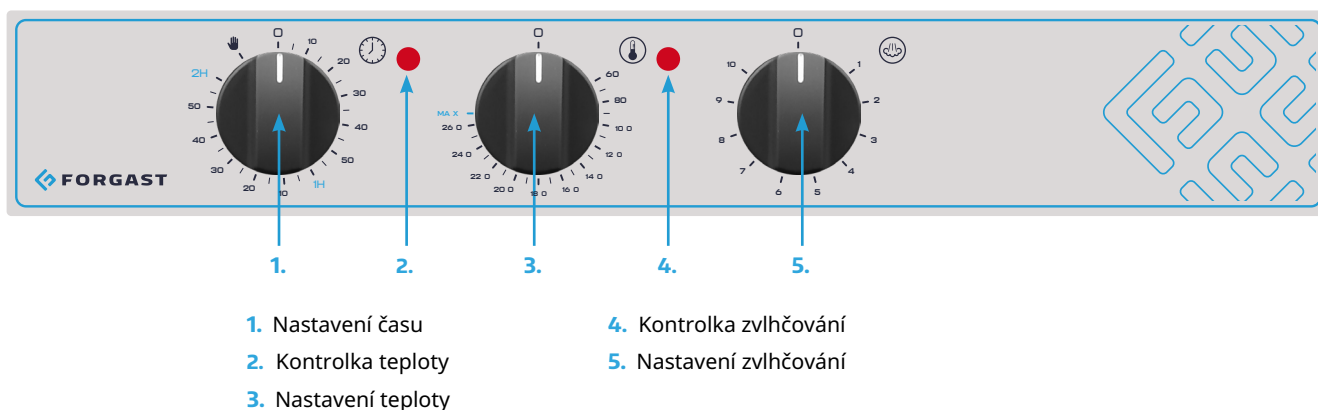 0 10 20 30 40 50 1H 10 20 30 40 50 2H
0 60 80 100 120 140 160 180 200 220 240 260 MAX
0 1 2 3 4 5 6 7 8 9 10
FORGAST
1. 2. 3. 4. 5.
1. Nastavení času
2. Kontrolka teploty
3. Nastavení teploty
4. Kontrolka zvlhčování
5. Nastavení zvlhčování